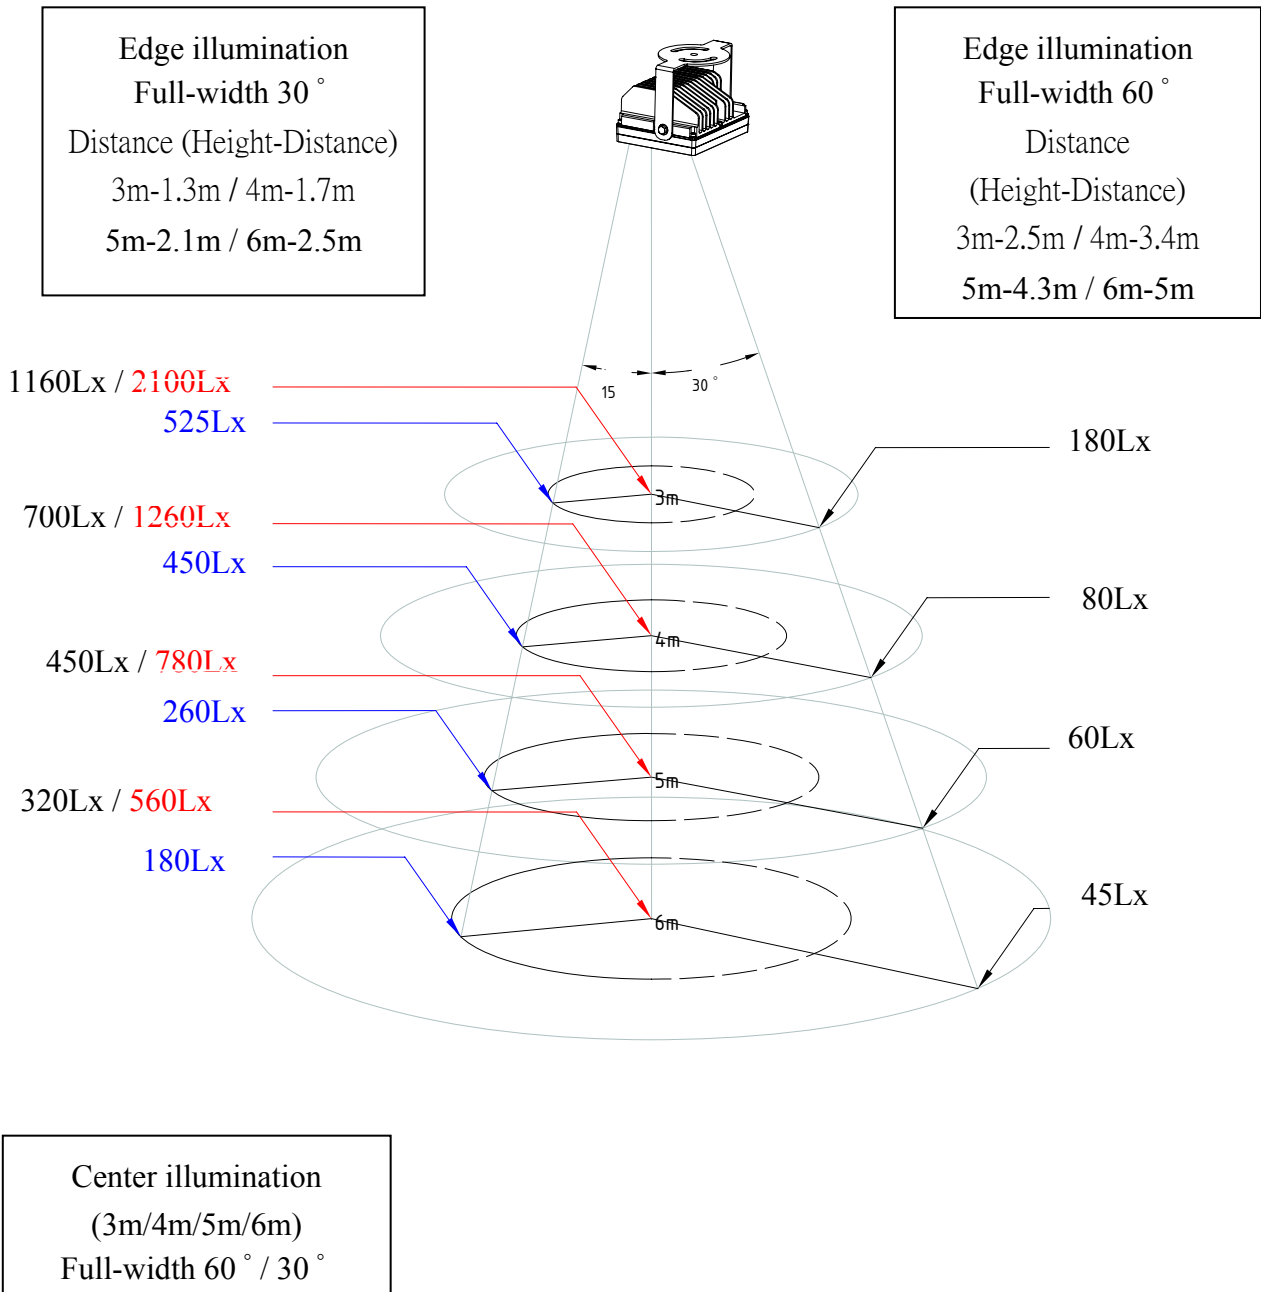 Edge illumination
Full-width 30°
Distance (Height-Distance)
3m-1.3m / 4m-1.7m
5m-2.1m / 6m-2.5m
Edge illumination
Full-width 60°
Distance
(Height-Distance)
3m-2.5m / 4m-3.4m
5m-4.3m / 6m-5m
15
30°
1160Lx / 2100Lx
525Lx
180Lx
3m
700Lx / 1260Lx
450Lx
80Lx
4m
450Lx / 780Lx
260Lx
60Lx
5m
320Lx / 560Lx
180Lx
45Lx
6m
Center illumination
(3m/4m/5m/6m)
Full-width 60° / 30°